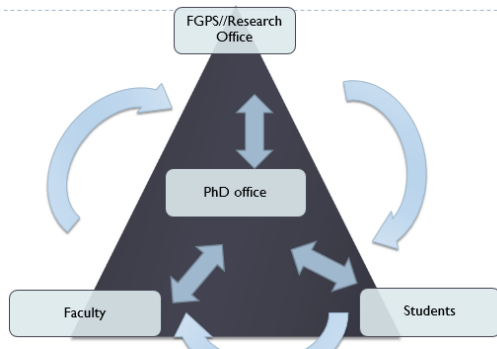 FGPS//Research
Office
PhD office
Faculty
Students